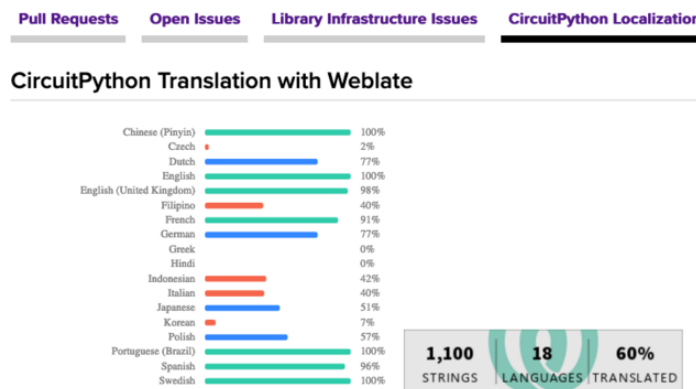 Pull Requests Open Issues Library Infrastructure Issues CircuitPython Localization
CircuitPython Translation with Weblate
Chinese (Pinyin) 100%
Czech 2%
Dutch 77%
English 100%
English (United Kingdom) 98%
Filipino 40%
French 91%
German 77%
Greek 0%
Hindi 0%
Indonesian 42%
Italian 40%
Japanese 51%
Korean 7%
Polish 57%
Portuguese (Brazil) 100%
Spanish 96%
Swedish 100%
1,100 18 60%
STRINGS LANGUAGES TRANSLATED